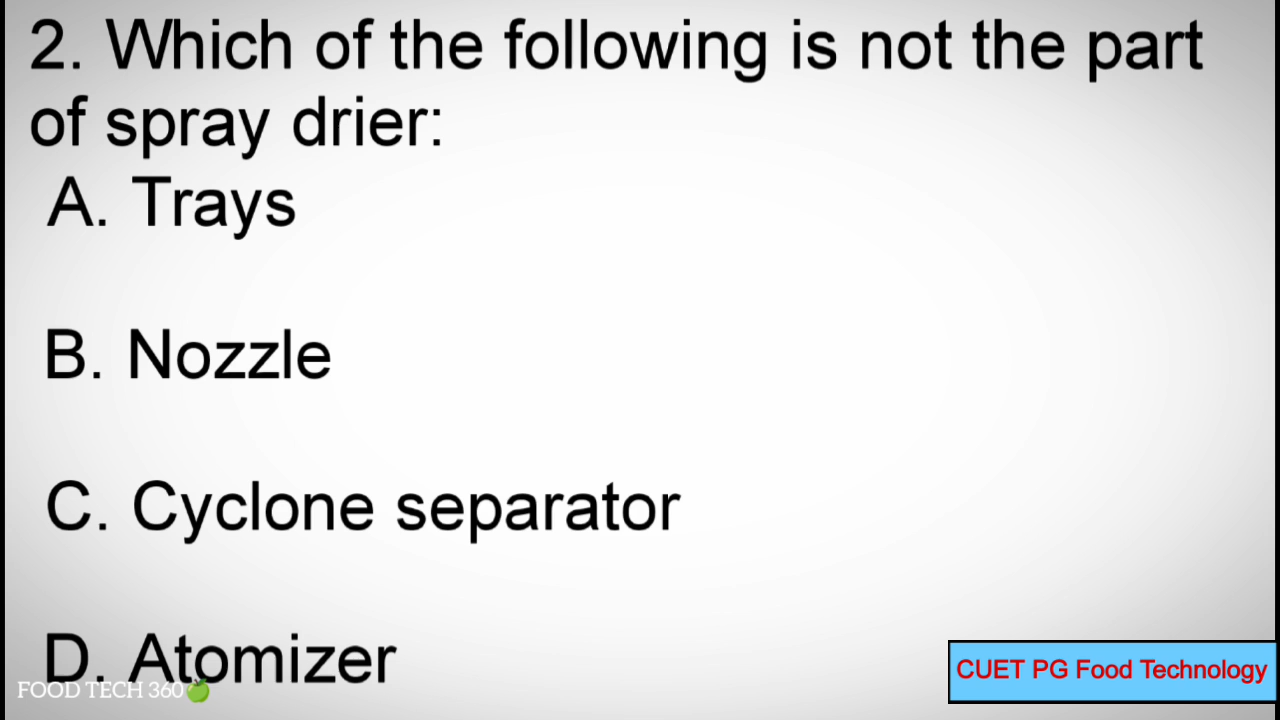 2. Which of the following is not the part
of spray drier:
A. Trays
B. Nozzle
C. Cyclone separator
D. Atomizer
FOOD TECH 360🍏
CUET PG Food Technology